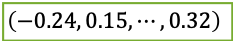 (−0.24, 0.15, ⋯, 0.32)